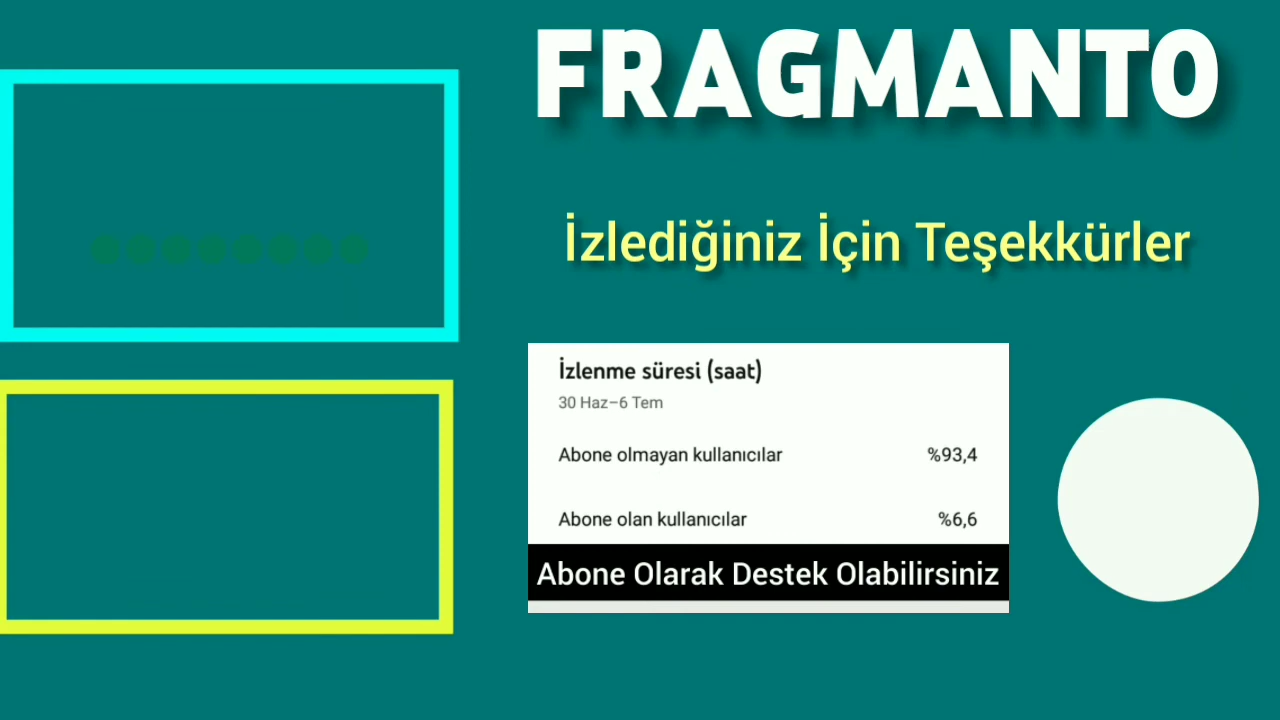 FRAGMANTO
İzlediğiniz İçin Teşekkürler
İzlenme süresi (saat)
30 Haz–6 Tem
Abone olmayan kullanıcılar %93,4
Abone olan kullanıcılar %6,6
Abone Olarak Destek Olabilirsiniz